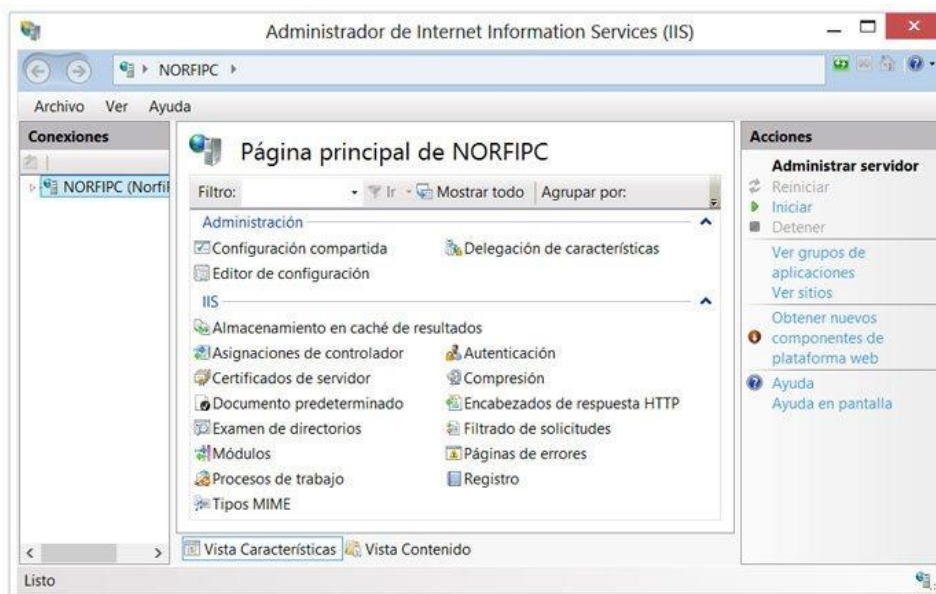 Administrador de Internet Information Services (IIS)
NORFIPC
Archivo Ver Ayuda
Conexiones
NORFIPC (Norfi
Página principal de NORFIPC
Filtro: Ir Mostrar todo Agrupar por:
Administración
Configuración compartida Delegación de características
Editor de configuración
IIS
Almacenamiento en caché de resultados
Asignaciones de controlador Autenticación
Certificados de servidor Compresión
Documento predeterminado Encabezados de respuesta HTTP
Examen de directorios Filtrado de solicitudes
Módulos Páginas de errores
Procesos de trabajo Registro
Tipos MIME
Vista Características Vista Contenido
Acciones
Administrar servidor
Reiniciar
Iniciar
Detener
Ver grupos de
aplicaciones
Ver sitios
Obtener nuevos
componentes de
plataforma web
Ayuda
Ayuda en pantalla
Listo